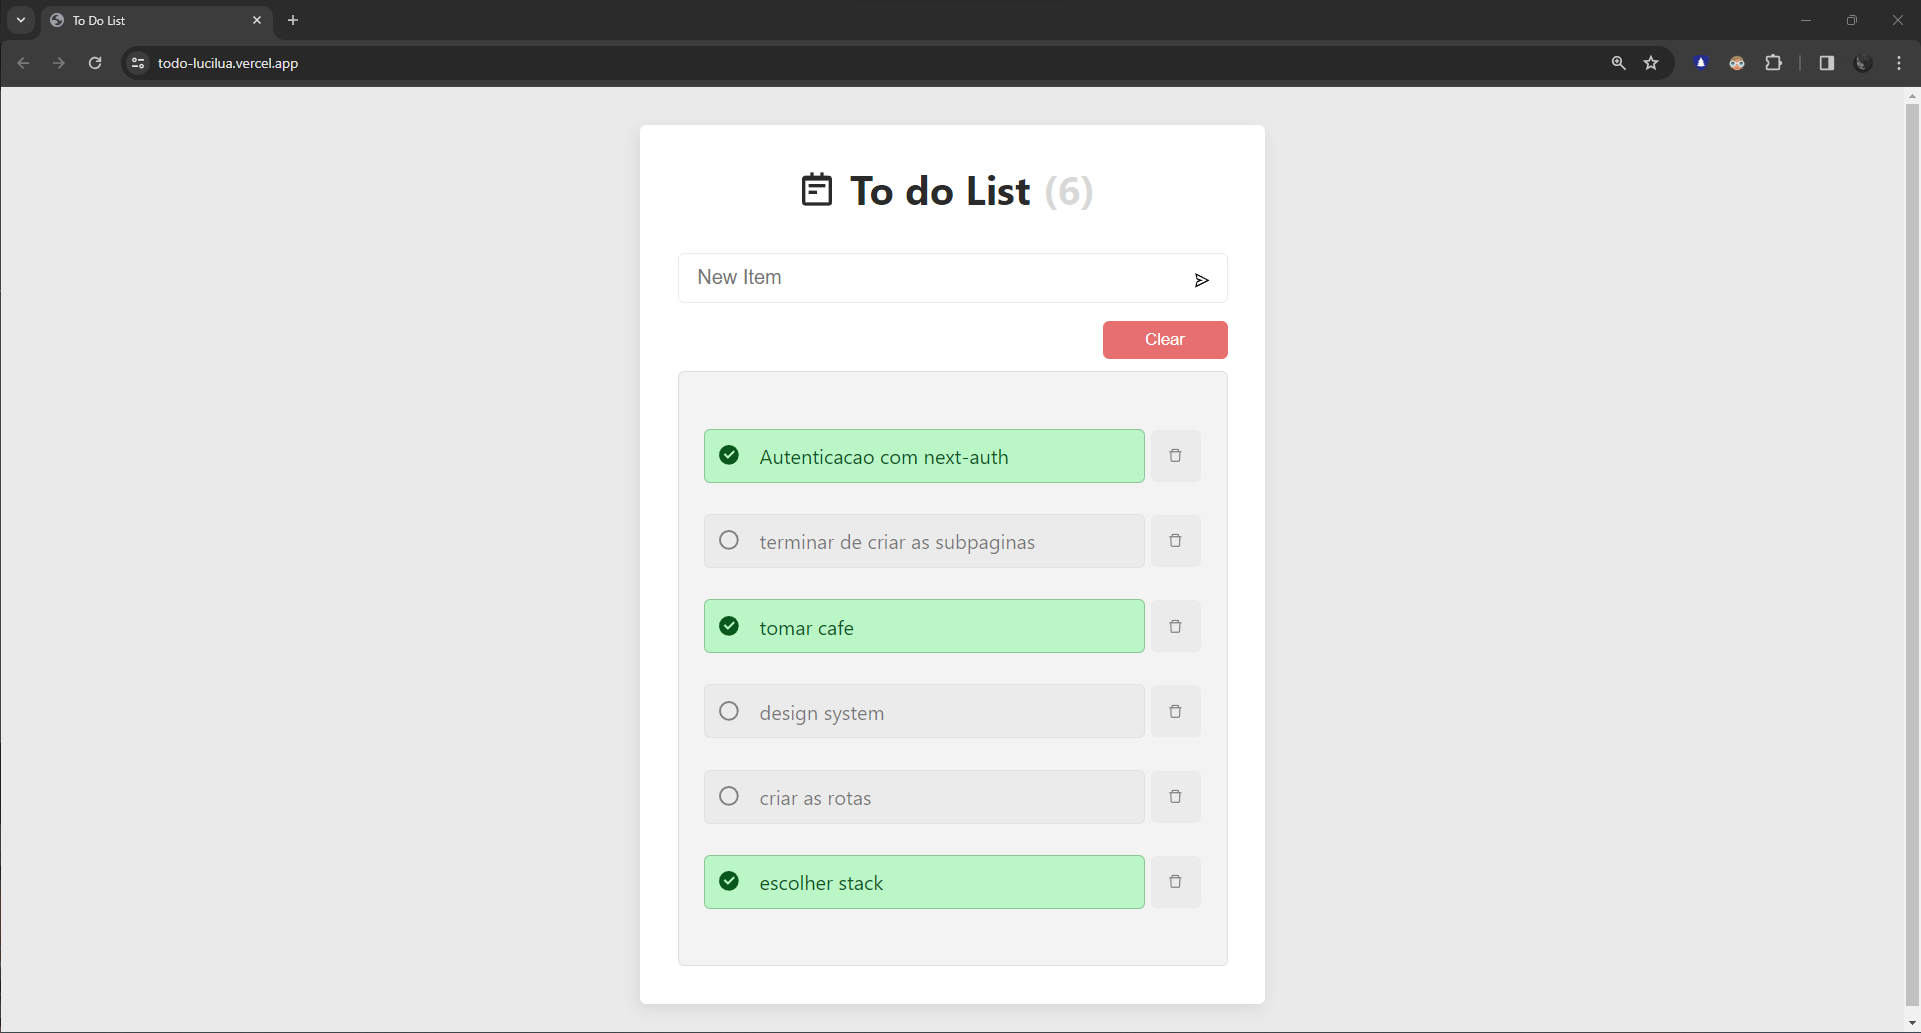 To Do List
todo-lucilua.vercel.app
To do List (6)
New Item
Clear
Autenticacao com next-auth
terminar de criar as subpaginas
tomar cafe
design system
criar as rotas
escolher stack